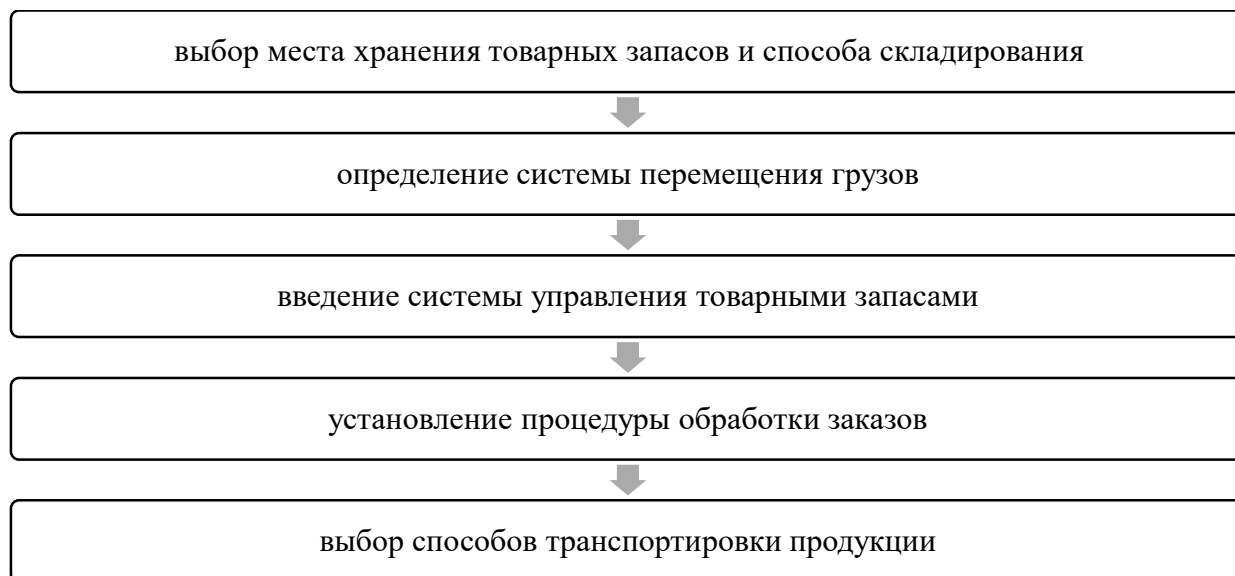 выбор места хранения товарных запасов и способа складирования
определение системы перемещения грузов
введение системы управления товарными запасами
установление процедуры обработки заказов
выбор способов транспортировки продукции